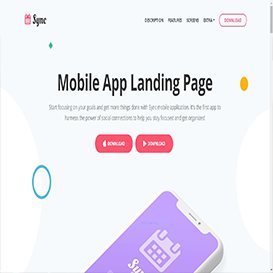 Sync
DISCRIPTION FEATURES SCREENS EXTRA DOWNLOAD
Mobile App Landing Page
Start focusing on your goals and get more things done with Sync mobile application. It's the first app to
harness the power of social connections to help you stay focused and get organized
DOWNLOAD DOWNLOAD
Sync